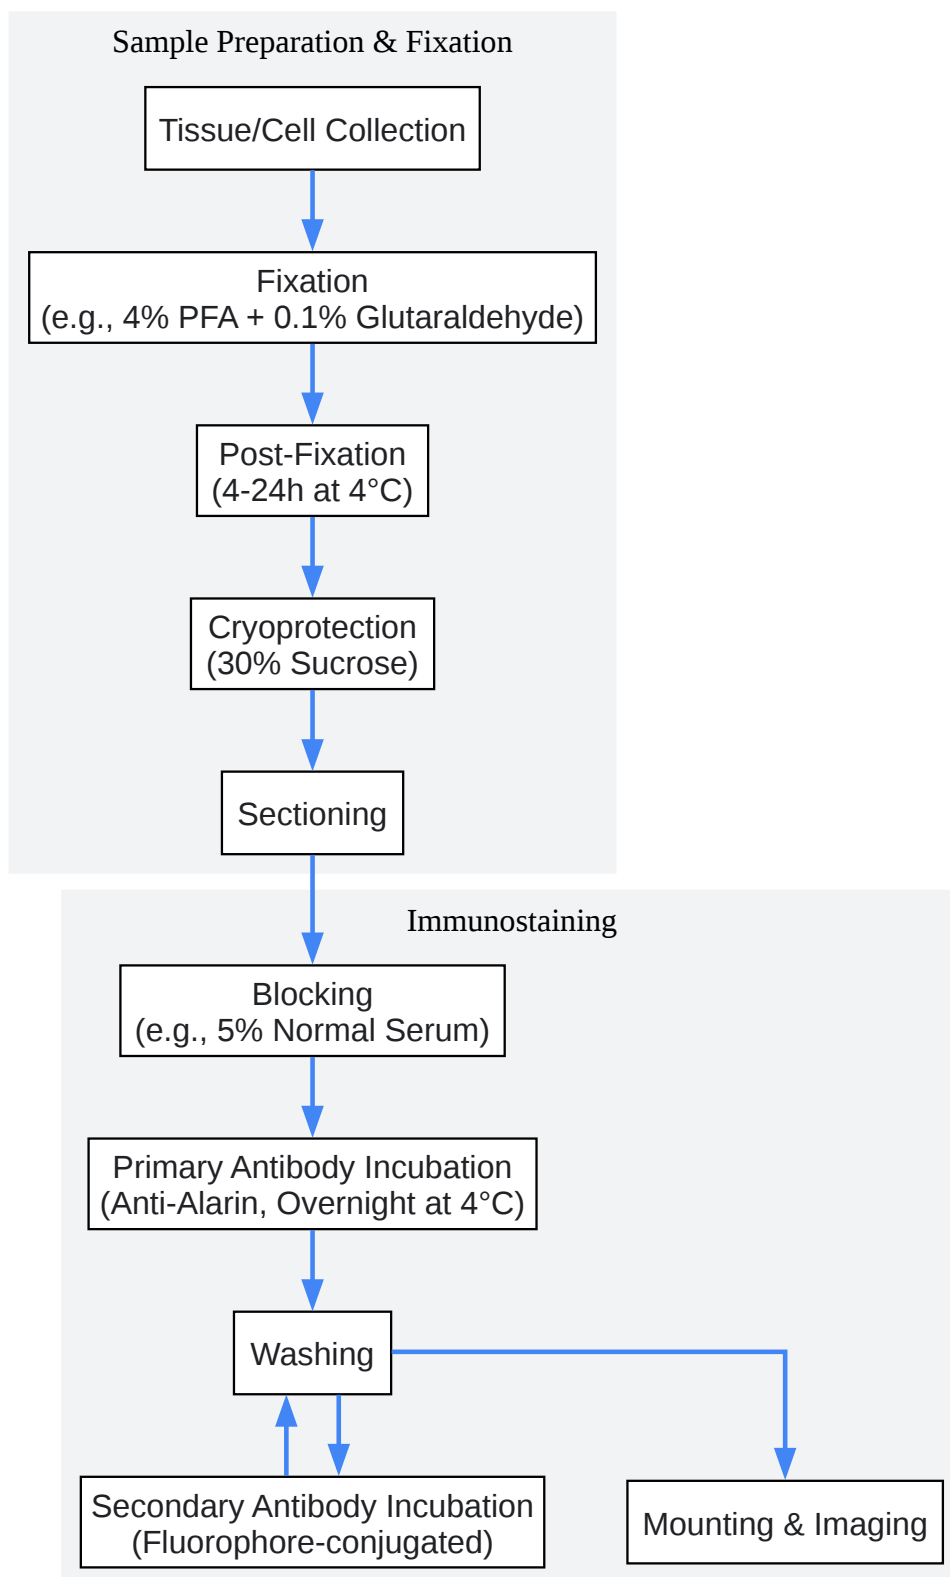 Sample Preparation & Fixation
Tissue/Cell Collection
Fixation
(e.g., 4% PFA + 0.1% Glutaraldehyde)
Post-Fixation
(4-24h at 4°C)
Cryoprotection
(30% Sucrose)
Sectioning
Immunostaining
Blocking
(e.g., 5% Normal Serum)
Primary Antibody Incubation
(Anti-Alarin, Overnight at 4°C)
Washing
Secondary Antibody Incubation
(Fluorophore-conjugated)
Mounting & Imaging